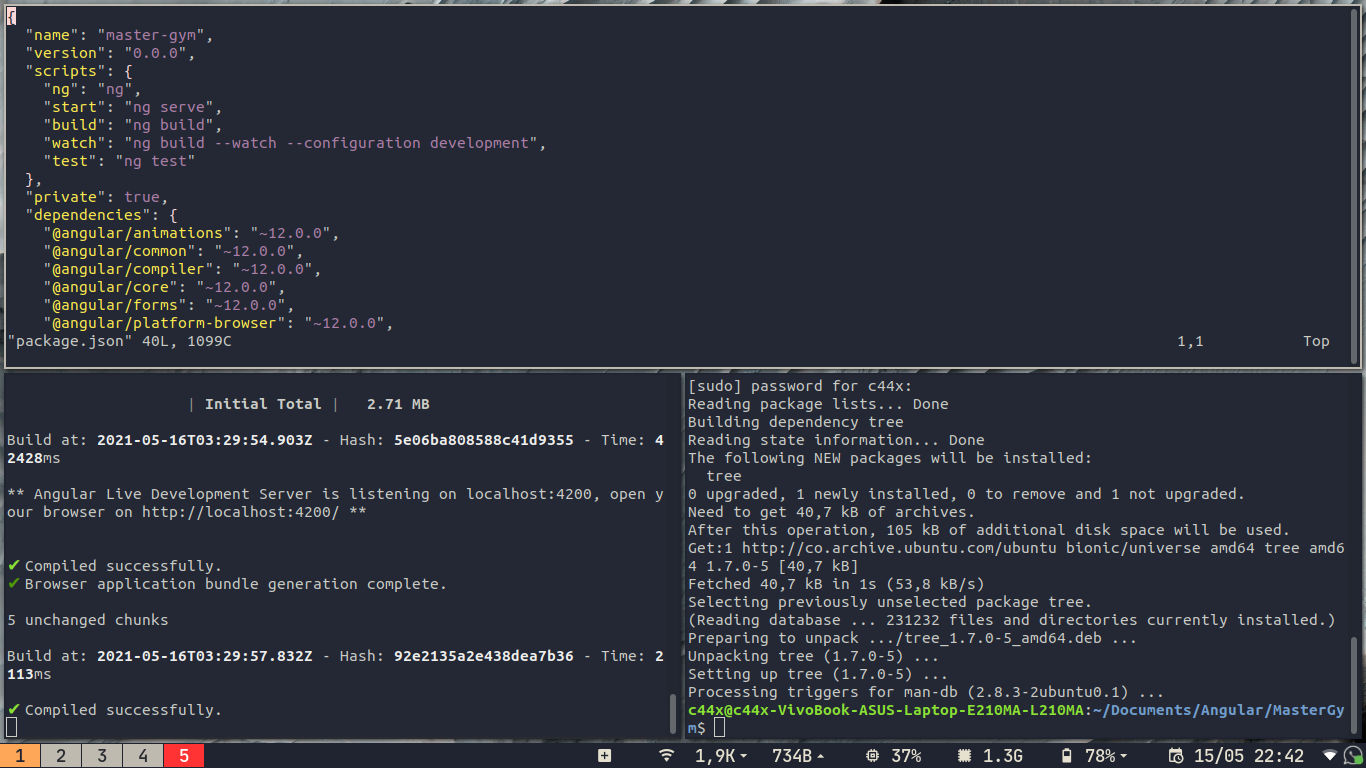 {
  "name": "master-gym",
  "version": "0.0.0",
  "scripts": {
    "ng": "ng",
    "start": "ng serve",
    "build": "ng build",
    "watch": "ng build --watch --configuration development",
    "test": "ng test"
  },
  "private": true,
  "dependencies": {
    "@angular/animations": "~12.0.0",
    "@angular/common": "~12.0.0",
    "@angular/compiler": "~12.0.0",
    "@angular/core": "~12.0.0",
    "@angular/forms": "~12.0.0",
    "@angular/platform-browser": "~12.0.0",
"package.json" 40L, 1099C 1,1 Top
| Initial Total | 2.71 MB
Build at: 2021-05-16T03:29:54.903Z - Hash: 5e06ba808588c41d9355 - Time: 4
2428ms
** Angular Live Development Server is listening on localhost:4200, open y
our browser on http://localhost:4200/ **
✔ Compiled successfully.
✔ Browser application bundle generation complete.
5 unchanged chunks
Build at: 2021-05-16T03:29:57.832Z - Hash: 92e2135a2e438dea7b36 - Time: 2
113ms
✔ Compiled successfully.
[sudo] password for c44x:
Reading package lists... Done
Building dependency tree
Reading state information... Done
The following NEW packages will be installed:
  tree
0 upgraded, 1 newly installed, 0 to remove and 1 not upgraded.
Need to get 40,7 kB of archives.
After this operation, 105 kB of additional disk space will be used.
Get:1 http://co.archive.ubuntu.com/ubuntu bionic/universe amd64 tree amd6
4 1.7.0-5 [40,7 kB]
Fetched 40,7 kB in 1s (53,8 kB/s)
Selecting previously unselected package tree.
(Reading database ... 231232 files and directories currently installed.)
Preparing to unpack .../tree_1.7.0-5_amd64.deb ...
Unpacking tree (1.7.0-5) ...
Setting up tree (1.7.0-5) ...
Processing triggers for man-db (2.8.3-2ubuntu0.1) ...
c44x@c44x-VivoBook-ASUS-Laptop-E210MA-L210MA:~/Documents/Angular/MasterGy
m$
1 2 3 4 5 1,9K 734B 37% 1.3G 78% 15/05 22:42